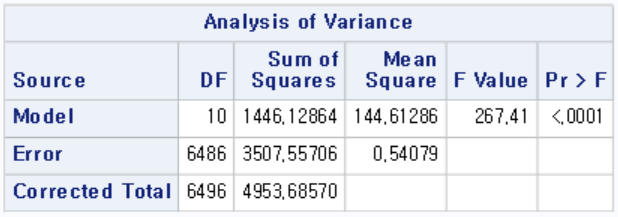 Analysis of Variance
Source DF Sum of Squares Mean Square F Value Pr > F
Model 10 1446,12864 144,61286 267,41 <,0001
Error 6486 3507,55706 0,54079
Corrected Total 6496 4953,68570